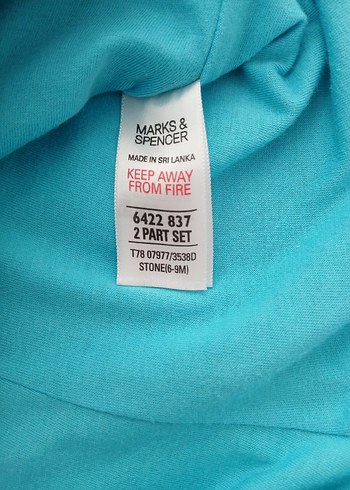 MARKS &
SPENCER
MADE IN SRI LANKA
KEEP AWAY
FROM FIRE
6422 837
2 PART SET
T78 07977/3538D
STONE(6-9M)